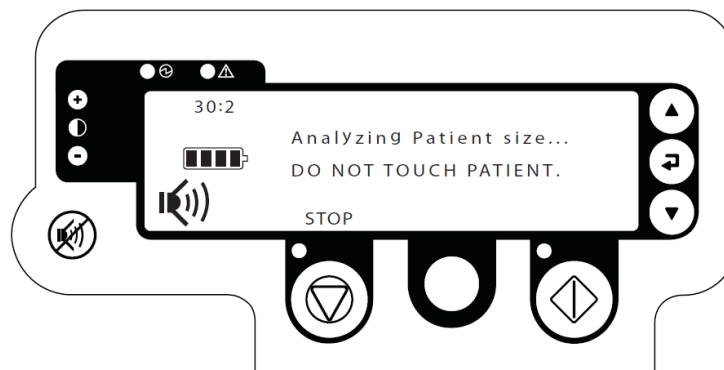 30:2
Analyzing Patient size...
DO NOT TOUCH PATIENT.
STOP